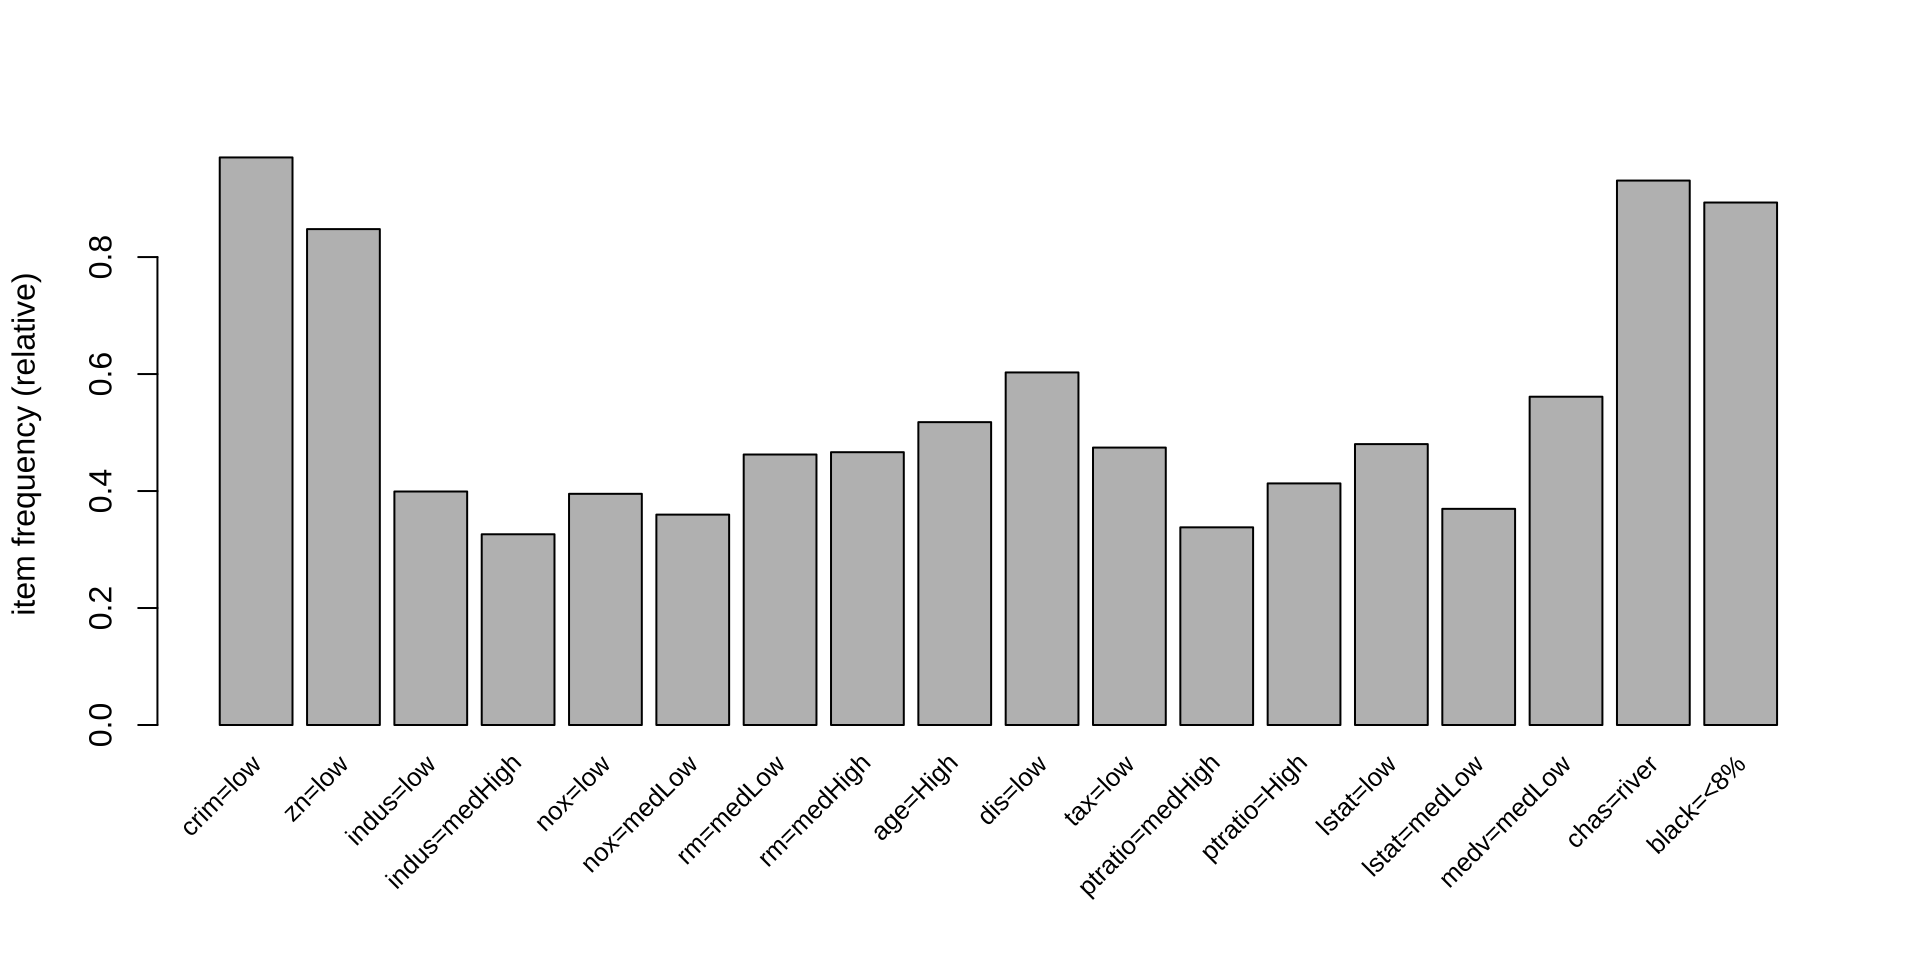 item frequency (relative)
0.8
0.6
0.4
0.2
0.0
crim=low
zn=low
indus=low
indus=medHigh
nox=low
nox=medLow
rm=medLow
rm=medHigh
age=High
dis=low
tax=low
ptratio=medHigh
ptratio=High
lstat=low
lstat=medLow
medv=medLow
chas=river
black=<8%